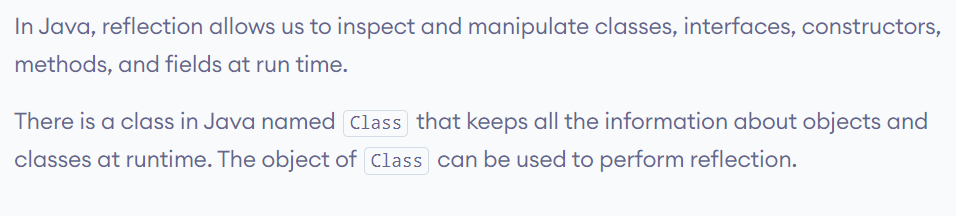 In Java, reflection allows us to inspect and manipulate classes, interfaces, constructors,
methods, and fields at run time.
There is a class in Java named Class that keeps all the information about objects and
classes at runtime. The object of Class can be used to perform reflection.